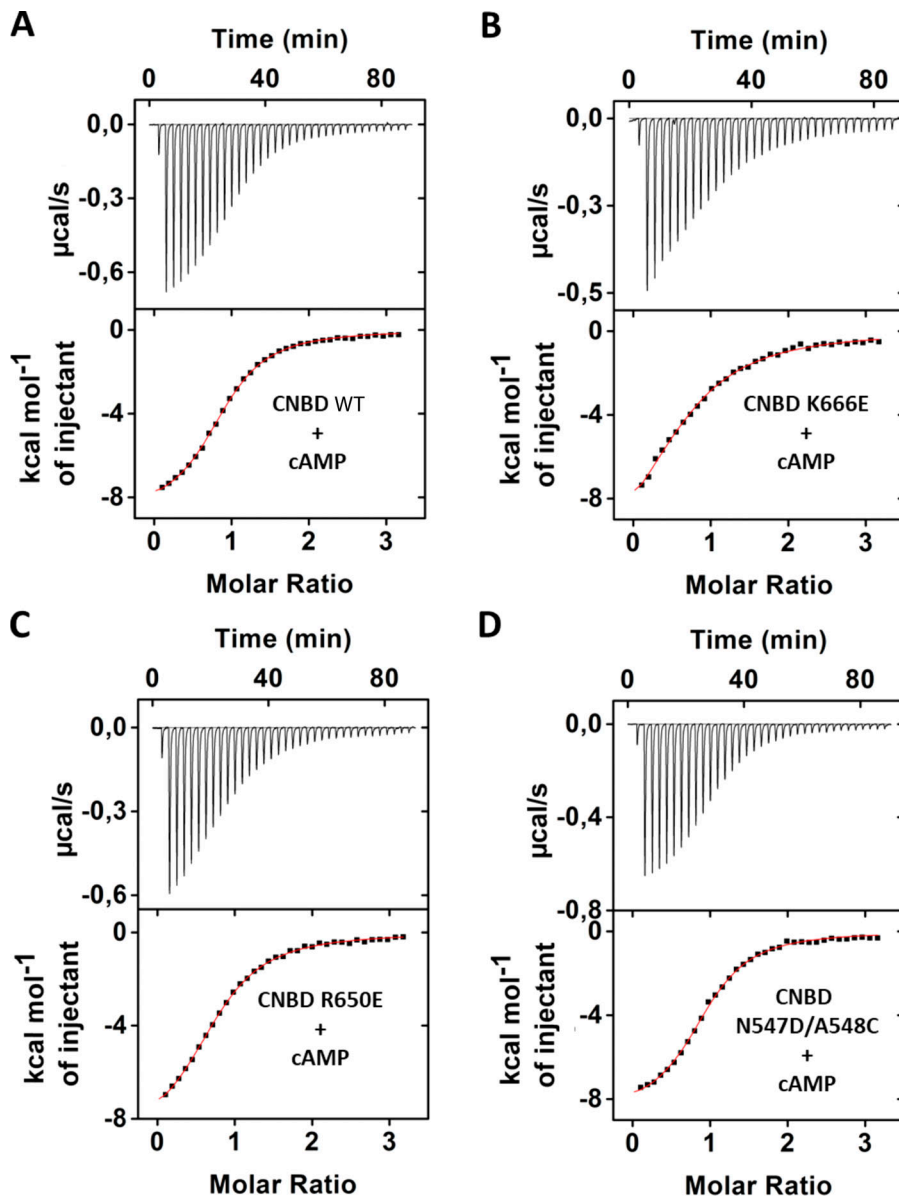 A
Time (min)
0 40 80
0,0
-0,3
-0,6
µcal/s
0
-4
-8
kcal mol-1
of injectant
CNBD WT
+
cAMP
0 1 2 3
Molar Ratio
B
Time (min)
0 40 80
0,0
-0,3
-0,5
µcal/s
0
-4
-8
kcal mol-1
of injectant
CNBD K666E
+
cAMP
0 1 2 3
Molar Ratio
C
Time (min)
0 40 80
0,0
-0,3
-0,6
µcal/s
0
-4
-8
kcal mol-1
of injectant
CNBD R650E
+
cAMP
0 1 2 3
Molar Ratio
D
Time (min)
0 40 80
0,0
-0,4
-0,8
µcal/s
0
-4
-8
kcal mol-1
of injectant
CNBD
N547D/A548C
+
cAMP
0 1 2 3
Molar Ratio